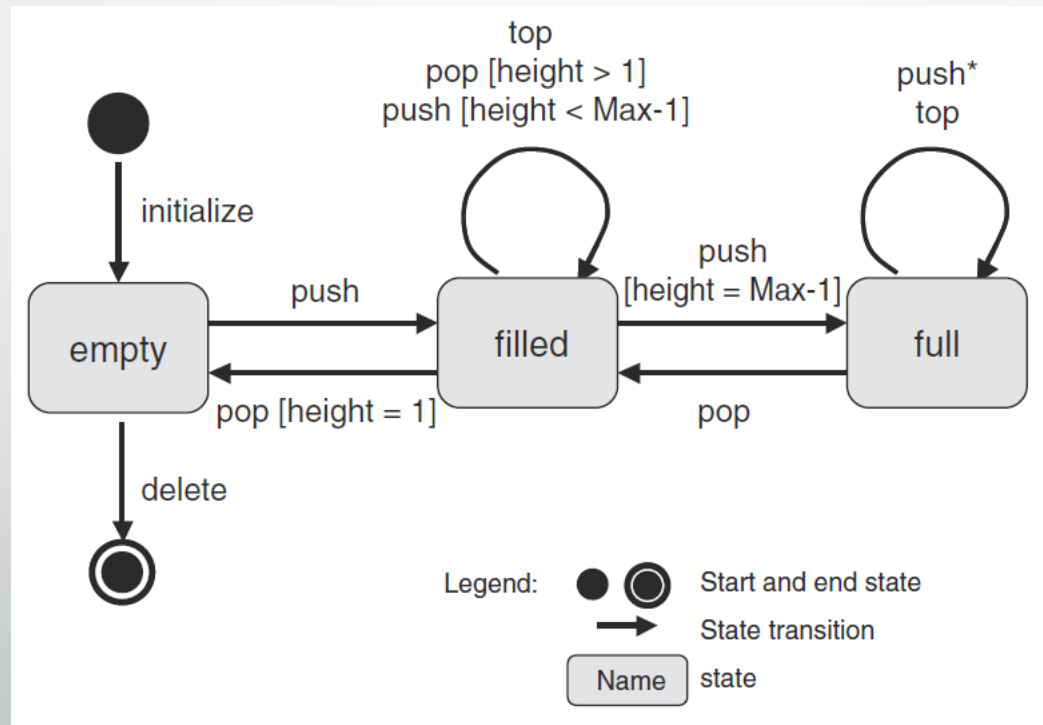 top
pop [height > 1]
push [height < Max-1]
push*
top
initialize
push
push
[height = Max-1]
empty
filled
full
pop [height = 1]
pop
delete
Legend:
Start and end state
State transition
Name
state